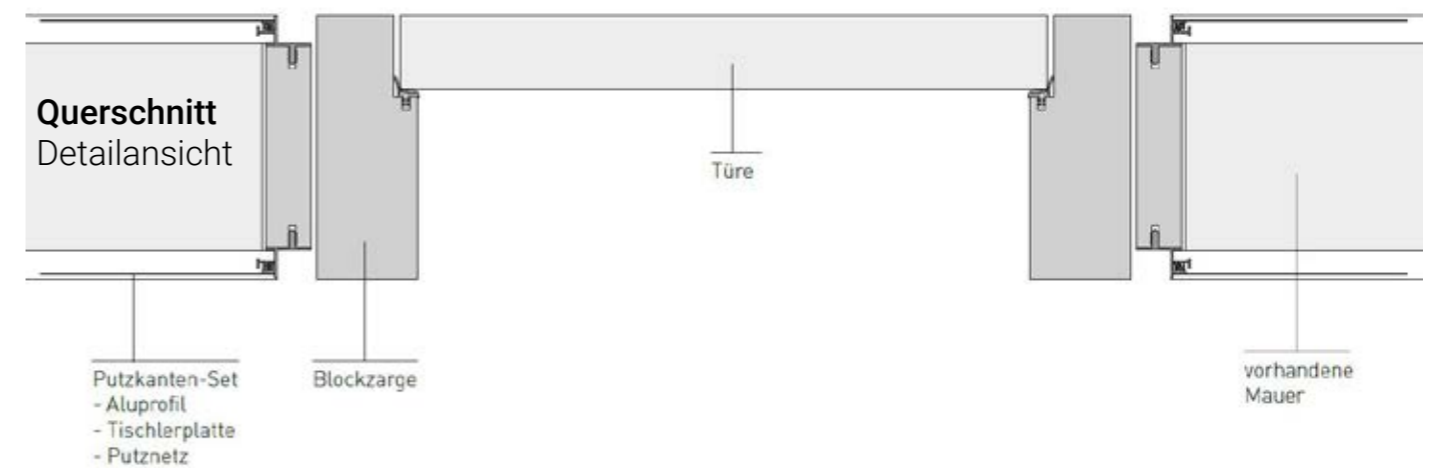 Querschnitt
Detailansicht
Türe
Putzkanten-Set
- Aluprofil
- Tischlerplatte
- Putznetz
Blockzarge
vorhandene
Mauer